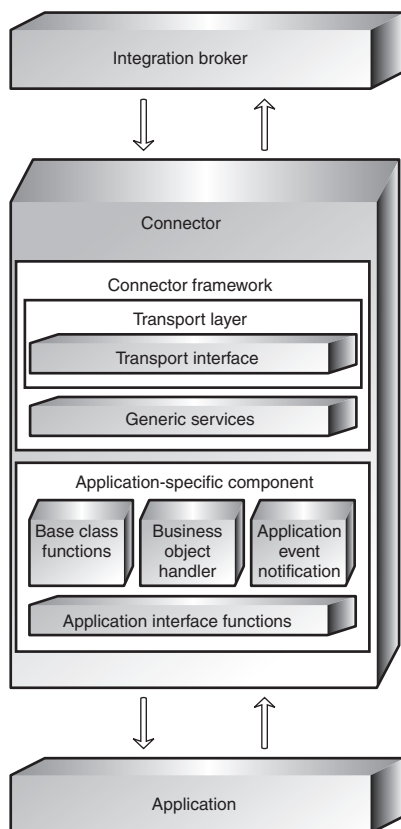 Integration broker
Connector
Connector framework
Transport layer
Transport interface
Generic services
Application-specific component
Base class
functions
Business
object
handler
Application
event
notification
Application interface functions
Application